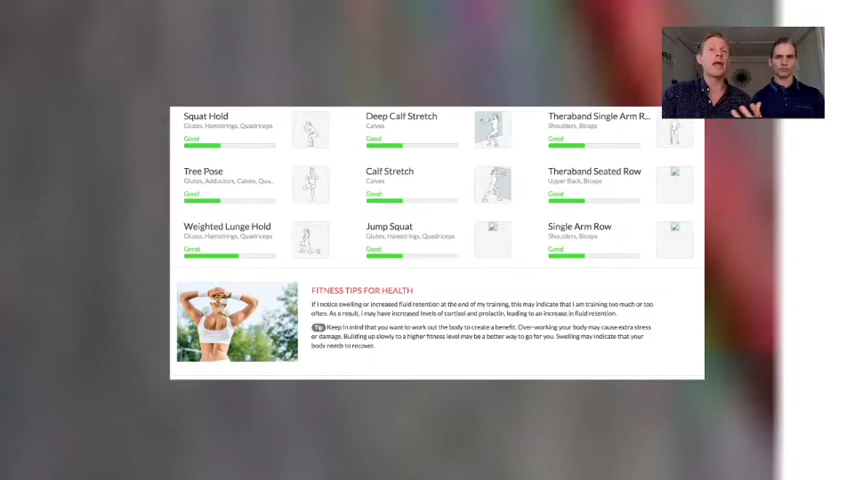 Squat Hold
Glutes, Hamstrings, Quadriceps
Good
Deep Calf Stretch
Calves
Good
Theraband Single Arm R...
Shoulders, Biceps
Good
Tree Pose
Glutes, Adductors, Calves, Qua...
Good
Calf Stretch
Calves
Good
Theraband Seated Row
Upper Back, Biceps
Good
Weighted Lunge Hold
Glutes, Hamstrings, Quadriceps
Great
Jump Squat
Glutes, Hamstrings, Quadriceps
Good
Single Arm Row
Shoulders, Biceps
Good
FITNESS TIPS FOR HEALTH
If I notice swelling or increased fluid retention at the end of my training, this may indicate that I am training too much or too
often. As a result, I may have increased levels of cortisol and prolactin, leading to an increase in fluid retention.
Tip Keep in mind that you want to work out the body to create a benefit. Over-working your body may cause extra stress
or damage. Building up slowly to a higher fitness level may be a better way to go for you. Swelling may indicate that your
body needs to recover.